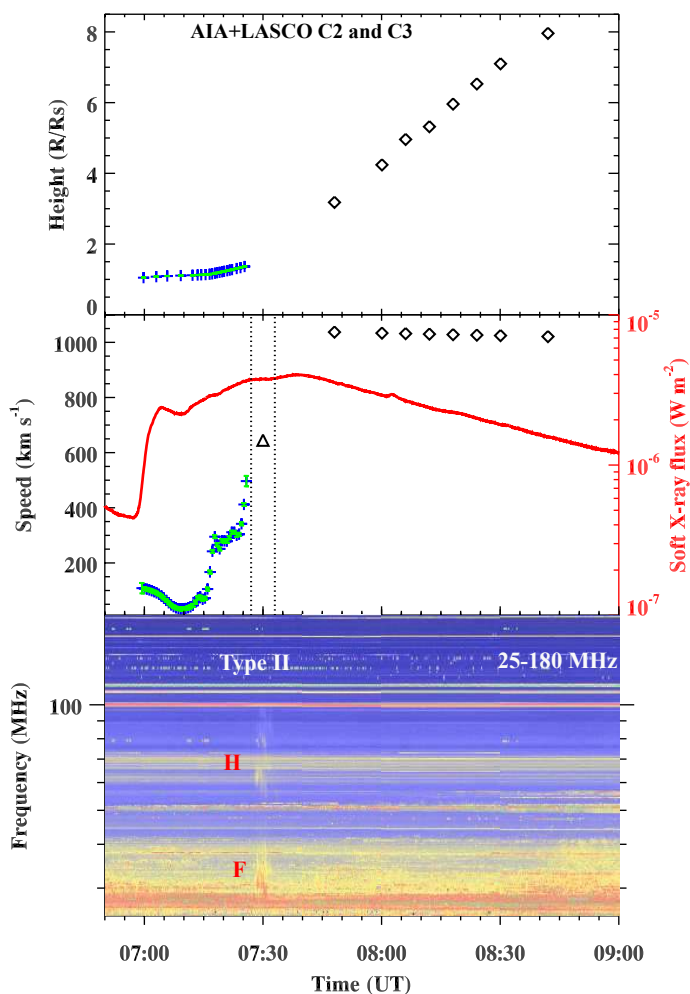 AIA+LASCO C2 and C3
8
6
4
2
0
Height (R/Rs)
1000
800
600
400
200
Speed (km s-1)
10-5
10-6
10-7
Soft X-ray flux (W m-2)
Type II
25-180 MHz
100
H
F
Frequency (MHz)
07:00 07:30 08:00 08:30 09:00
Time (UT)